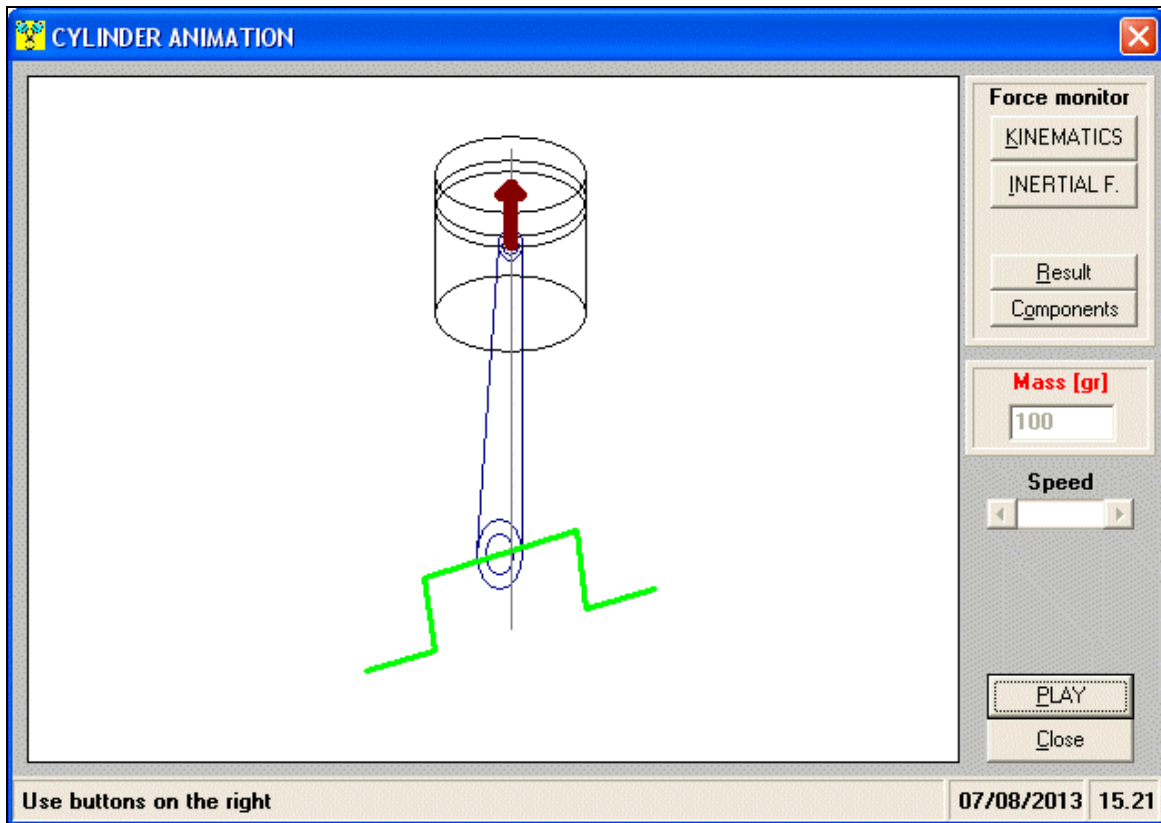 CYLINDER ANIMATION
Force monitor
KINEMATICS
INERTIAL F.
Result
Components
Mass [gr]
100
Speed
PLAY
Close
Use buttons on the right
07/08/2013
15.21